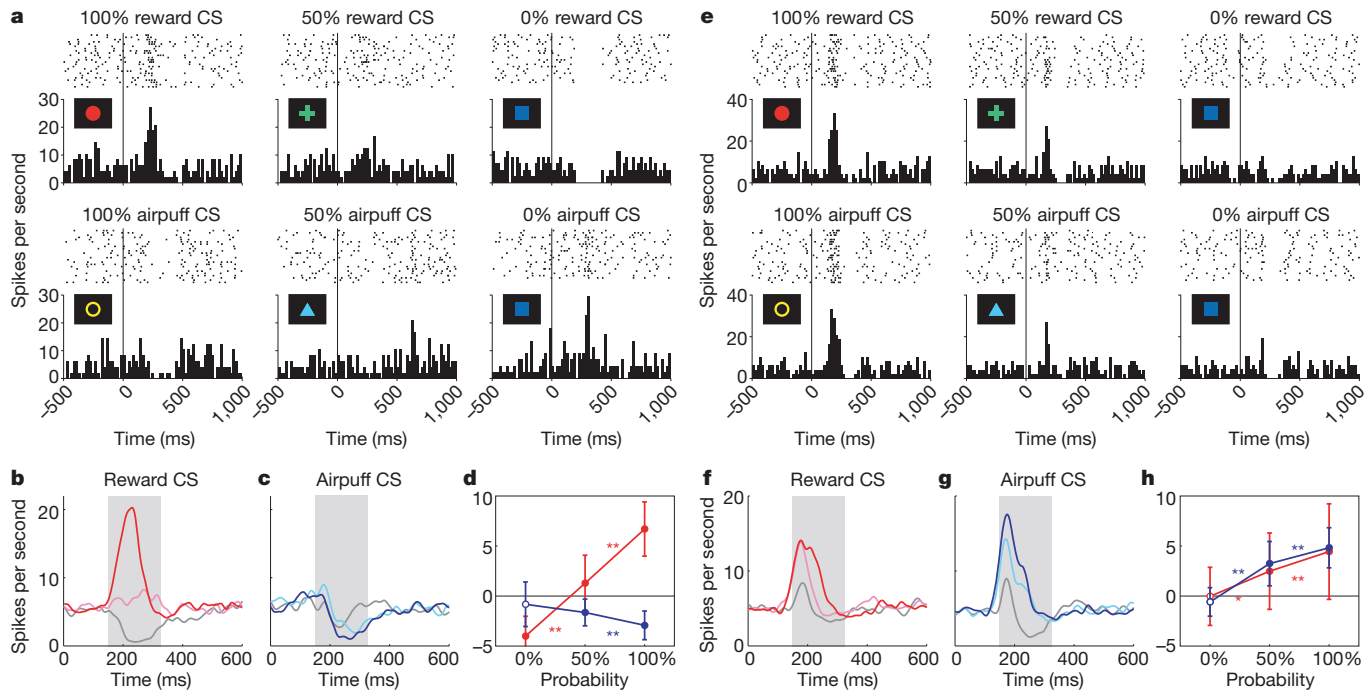 a
100% reward CS
50% reward CS
0% reward CS
30
20
10
0
100% airpuff CS
50% airpuff CS
0% airpuff CS
Spikes per second
30
20
10
0
−500 0 500 1,000
−500 0 500 1,000
−500 0 500 1,000
Time (ms)
Time (ms)
Time (ms)
e
100% reward CS
50% reward CS
0% reward CS
40
20
0
100% airpuff CS
50% airpuff CS
0% airpuff CS
Spikes per second
40
20
0
−500 0 500 1,000
−500 0 500 1,000
−500 0 500 1,000
Time (ms)
Time (ms)
Time (ms)
b
Reward CS
Spikes per second
20
10
0
0 200 400 600
Time (ms)
c
Airpuff CS
0 200 400 600
Time (ms)
d
10
5
0
−5
**
**
**
0% 50% 100%
Probability
f
Reward CS
Spikes per second
20
10
0
0 200 400 600
Time (ms)
g
Airpuff CS
0 200 400 600
Time (ms)
h
10
5
0
−5
**
**
*
**
0% 50% 100%
Probability